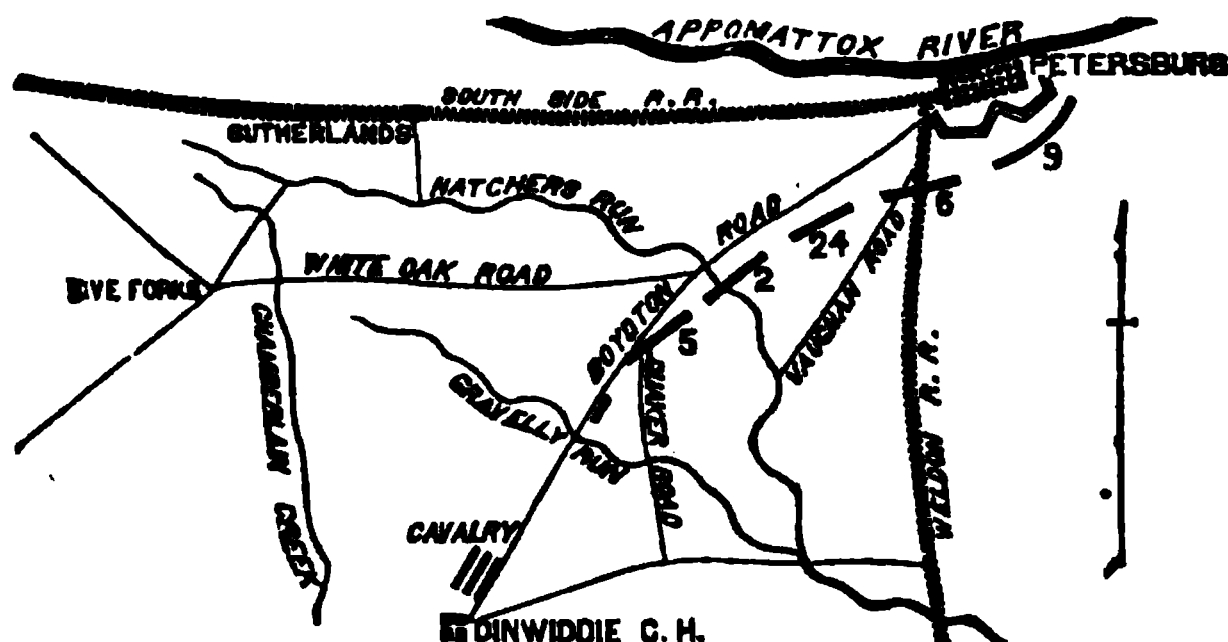 APPOMATTOX RIVER
PETERSBURG
SOUTH SIDE R.R.
SUTHERLANDS
9
HATCHERS RUN
ROAD
24
6
WHITE OAK ROAD
2
FIVE FORKS
VAUGHAN ROAD
BOYDTON
5
CHAMBERLAIN CREEK
GRAVELLY RUN
QUAKER ROAD
WELDON R.R.
CAVALRY
DINWIDDIE C.H.